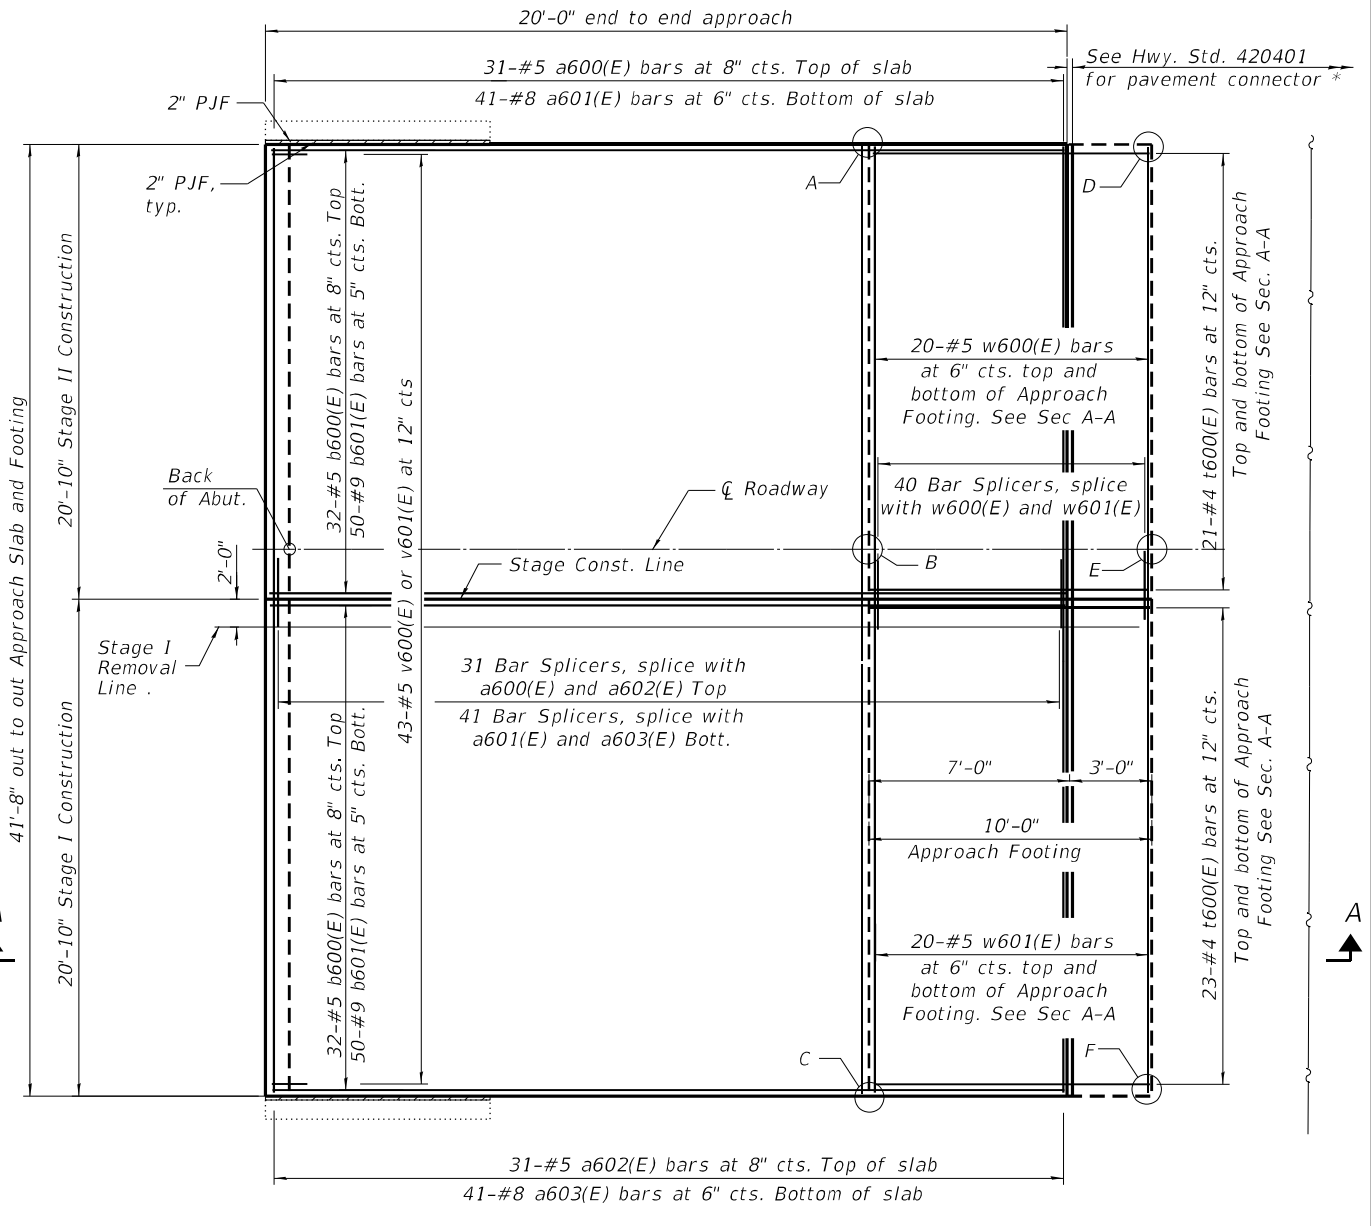 20'-0" end to end approach
31-#5 a600(E) bars at 8" cts. Top of slab
41-#8 a601(E) bars at 6" cts. Bottom of slab
See Hwy. Std. 420401
for pavement connector *
2" PJF
2" PJF,
typ.
A
D
41'-8" out to out Approach Slab and Footing
20'-10" Stage II Construction
20'-10" Stage I Construction
32-#5 b600(E) bars at 8" cts. Top
50-#9 b601(E) bars at 5" cts. Bott.
43-#5 v600(E) or v601(E) at 12" cts
20-#5 w600(E) bars
at 6" cts. top and
bottom of Approach
Footing. See Sec A-A
21-#4 t600(E) bars at 12" cts.
Top and bottom of Approach
Footing See Sec. A-A
Back
of Abut.
℄ Roadway
40 Bar Splicers, splice
with w600(E) and w601(E)
2'-0"
Stage Const. Line
B
E
Stage I
Removal
Line .
31 Bar Splicers, splice with
a600(E) and a602(E) Top
41 Bar Splicers, splice with
a601(E) and a603(E) Bott.
32-#5 b600(E) bars at 8" cts. Top
50-#9 b601(E) bars at 5" cts. Bott.
7'-0"
3'-0"
10'-0"
Approach Footing
20-#5 w601(E) bars
at 6" cts. top and
bottom of Approach
Footing. See Sec A-A
23-#4 t600(E) bars at 12" cts.
Top and bottom of Approach
Footing See Sec. A-A
A
C
F
31-#5 a602(E) bars at 8" cts. Top of slab
41-#8 a603(E) bars at 6" cts. Bottom of slab